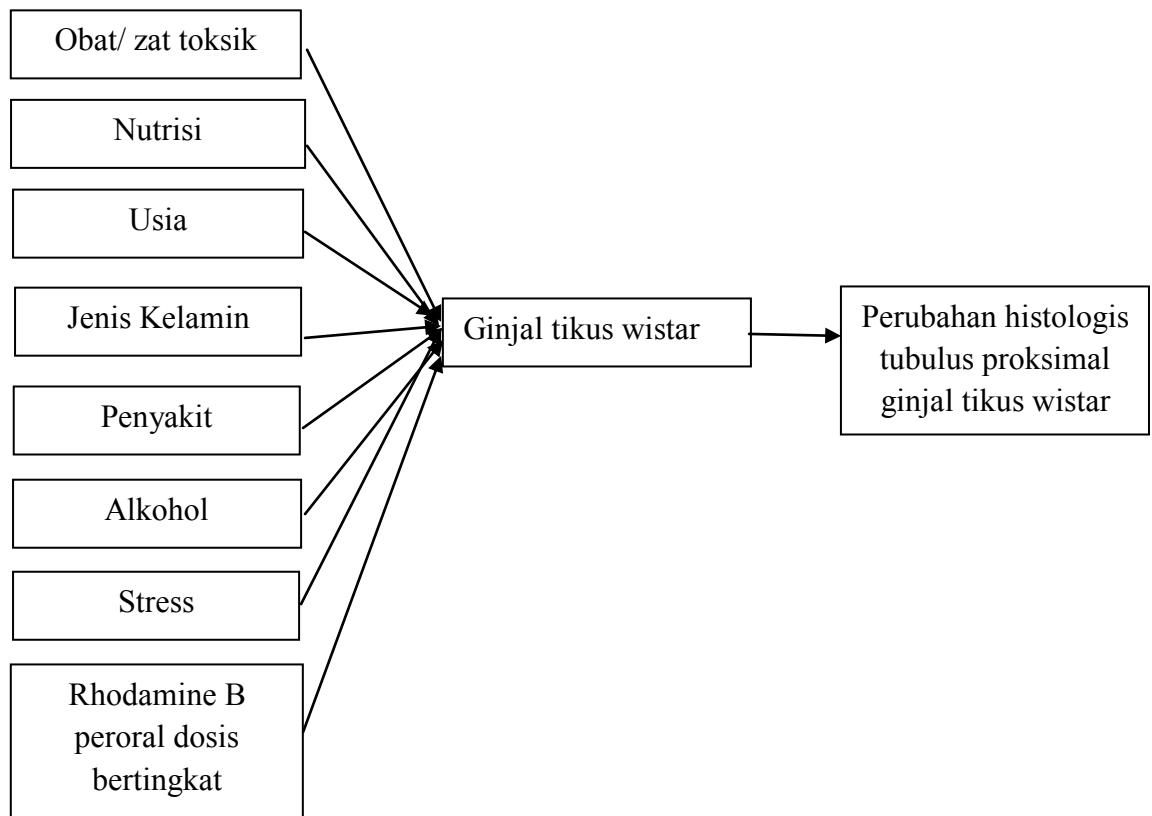 Obat/ zat toksik
Nutrisi
Usia
Jenis Kelamin
Penyakit
Alkohol
Stress
Rhodamine B
peroral dosis
bertingkat
Ginjal tikus wistar
Perubahan histologis
tubulus proksimal
ginjal tikus wistar